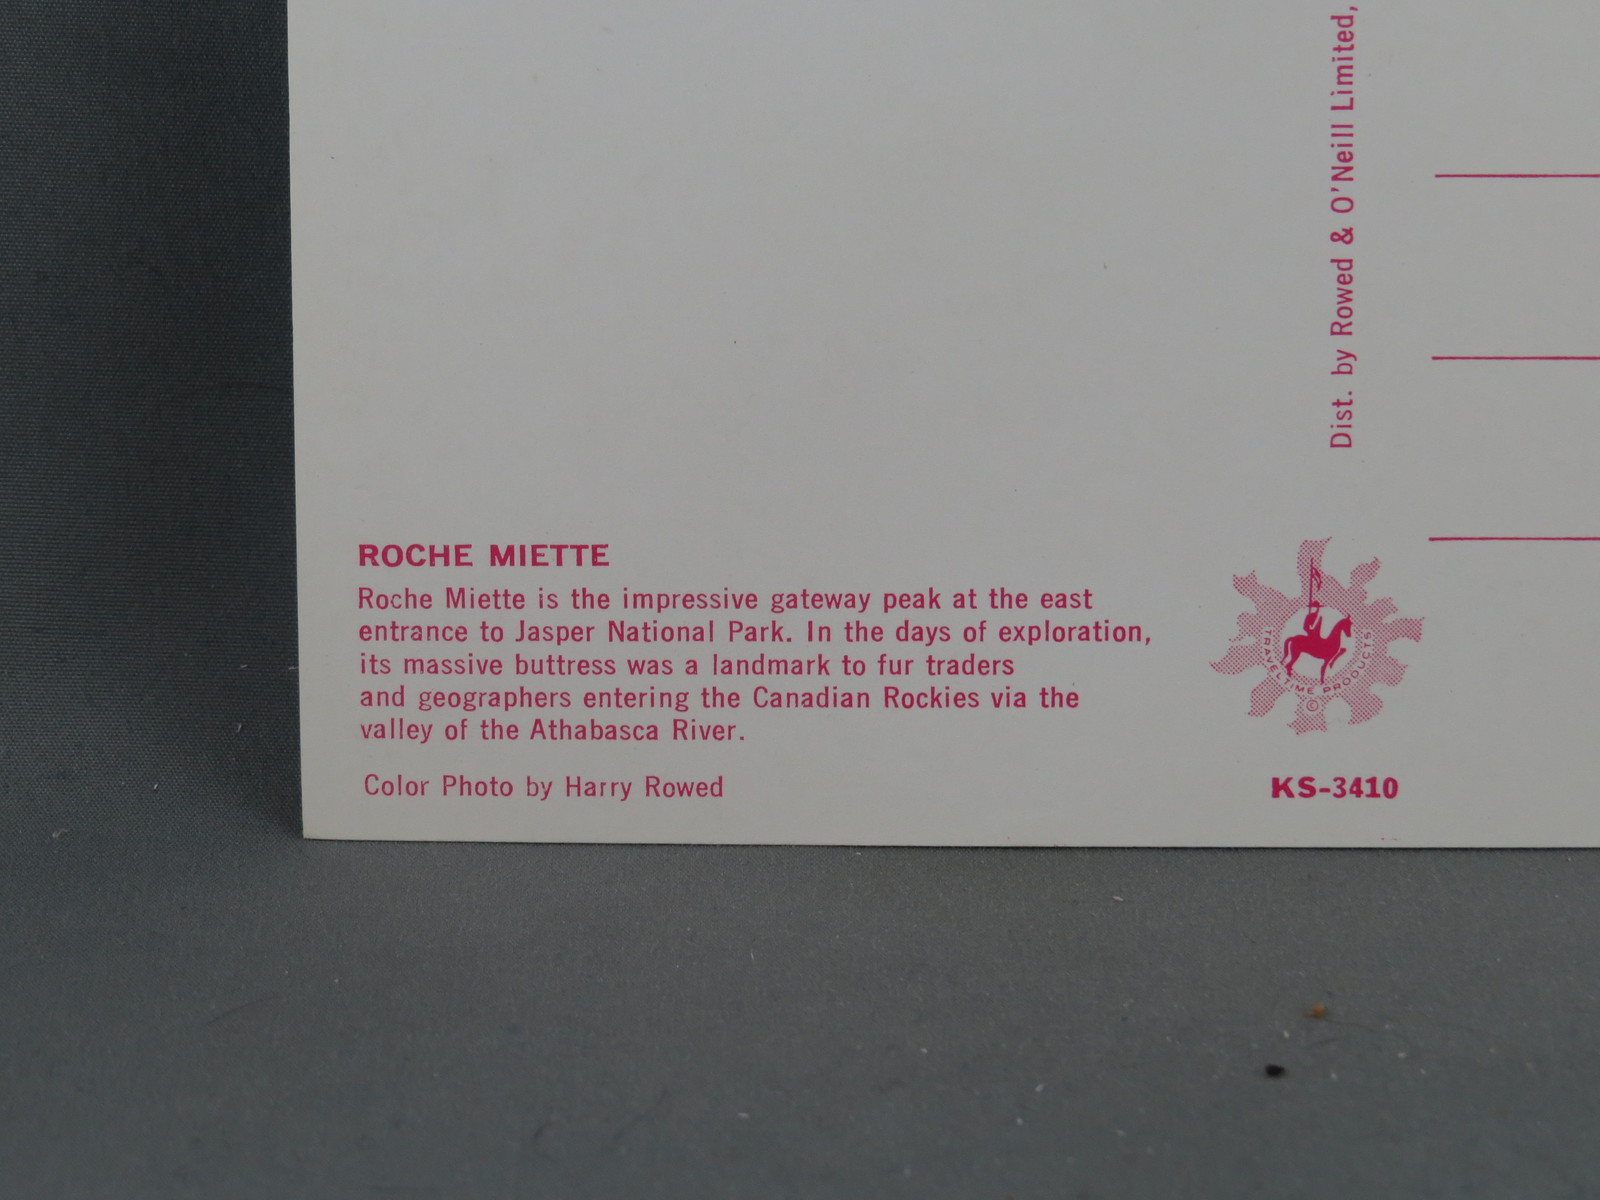 ROCHE MIETTE
Roche Miette is the impressive gateway peak at the east
entrance to Jasper National Park. In the days of exploration,
its massive buttress was a landmark to fur traders
and geographers entering the Canadian Rockies via the
valley of the Athabasca River.
Color Photo by Harry Rowed
Dist. by Rowed & O'Neill Limited,
TRAVELTIME PRODUCTS
©
KS-3410